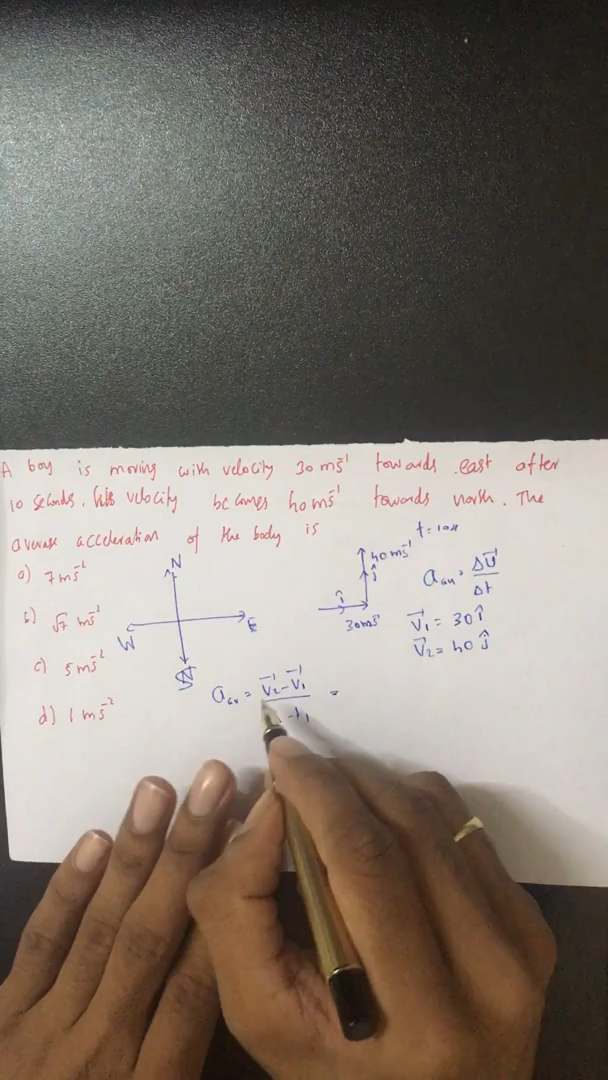 A boy is moving with velocity 30 ms⁻¹ towards east after
10 seconds, his velocity becomes 40 ms⁻¹ towards north. The
average acceleration of the body is
a) 7 ms⁻²
b) √7 ms⁻²
c) 5 ms⁻²
d) 1 ms⁻²
N
W
E
S
40 ms⁻¹
ĵ
î
30 ms⁻¹
t = 10s
a_av = Δv⃗/Δt
v⃗₁ = 30 î
v⃗₂ = 40 ĵ
a_av = v⃗₂ - v⃗₁ =
- t₁